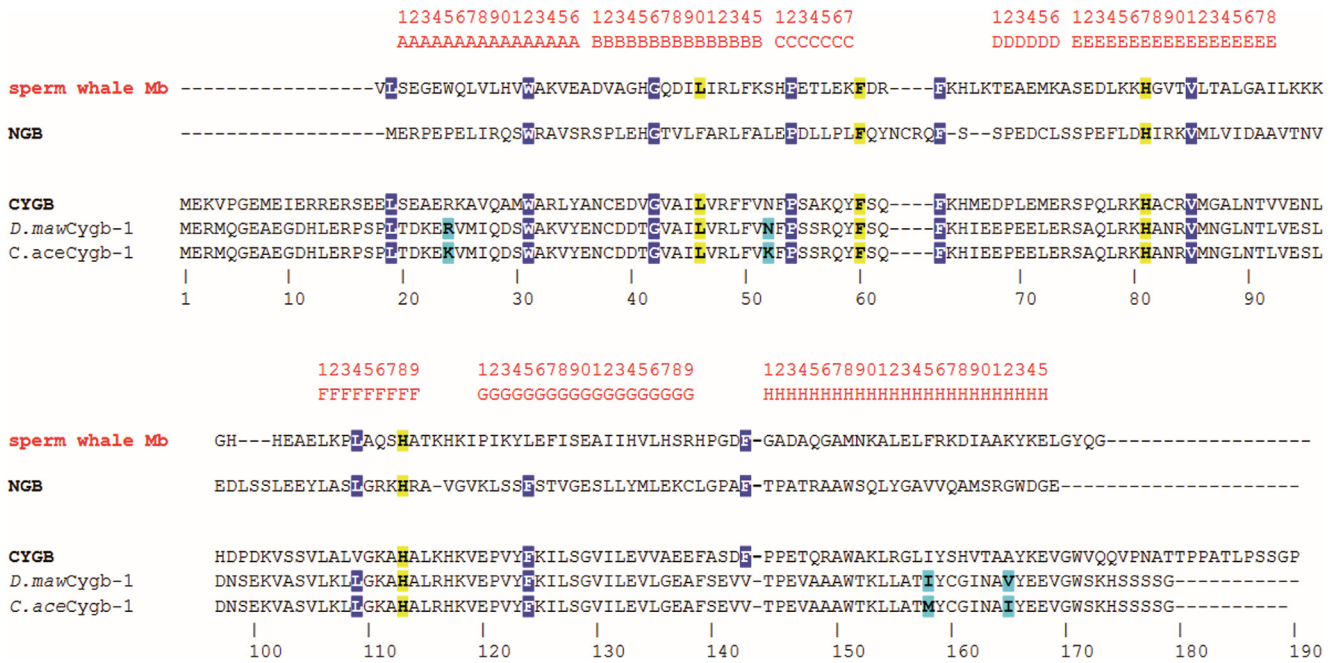 1234567890123456 123456789012345 1234567 123456 123456789012345678
AAAAAAAAAAAAAAAA BBBBBBBBBBBBBBB CCCCCCC DDDDDD EEEEEEEEEEEEEEEEEE
sperm whale Mb -----------------VLSEGEWQLVLHVWAKVEADVAGHGQDILIRLFKSHPETLEKFDR----FKHLKTEAEMKASEDLKKHGVTVLTALGAILKKK
NGB ------------------MERPEPELIRQSWRAVSRSPLEHGTVLFARLFALEPDLLPLFQYNCRQF-S--SPEDCLSSPEFLDHIRKVMLVIDAAVTNV
CYGB MEKVPGEMEIERRERSEELSEAERKAVQAMWARLYANCEDVGVAILVRFFVNFPSAKQYFSQ----FKHMEDPLEMERSPQLRKHACRVMGALNTVVENL
D.mawCygb-1 MERMQGEAEGDHLERPSPLTDKERVMIQDSWAKVYENCDDTGVAILVRLFVNFPSSRQYFSQ----FKHIEEPEELERSAQLRKHANRVMNGLNTLVESL
C.aceCygb-1 MERMQGEAEGDHLERPSPLTDKEKVMIQDSWAKVYENCDDTGVAILVRLFVKFPSSRQYFSQ----FKHIEEPEELERSAQLRKHANRVMNGLNTLVESL
| | | | | | | | | |
1 10 20 30 40 50 60 70 80 90
123456789 1234567890123456789 1234567890123456789012345
FFFFFFFFF GGGGGGGGGGGGGGGGGGG HHHHHHHHHHHHHHHHHHHHHHHHH
sperm whale Mb GH---HEAELKPLAQSHATKHKIPIKYLEFISEAIIHVLHSRHPGDF-GADAQGAMNKALELFRKDIAAKYKELGYQG------------------
NGB EDLSSLEEYLASLGRKHRA-VGVKLSSFSTVGESLLYMLEKCLGPAF-TPATRAAWSQLYGAVVQAMSRGWDGE---------------------
CYGB HDPDKVSSVLALVGKAHALKHKVEPVYFKILSGVILEVVAEEFASDF-PPETQRAWAKLRGLIYSHVTAAYKEVGWVQQVPNATTPPATLPSSGP
D.mawCygb-1 DNSEKVASVLKLLGKAHALRHKVEPVYFKILSGVILEVLGEAFSEVV-TPEVAAAWTKLLATIYCGINAVYEEVGWSKHSSSSG-----------
C.aceCygb-1 DNSEKVASVLKLLGKAHALRHKVEPVYFKILSGVILEVLGEAFSEVV-TPEVAAAWTKLLATMYCGINAIYEEVGWSKHSSSSG----------
| | | | | | | | | |
100 110 120 130 140 150 160 170 180 190